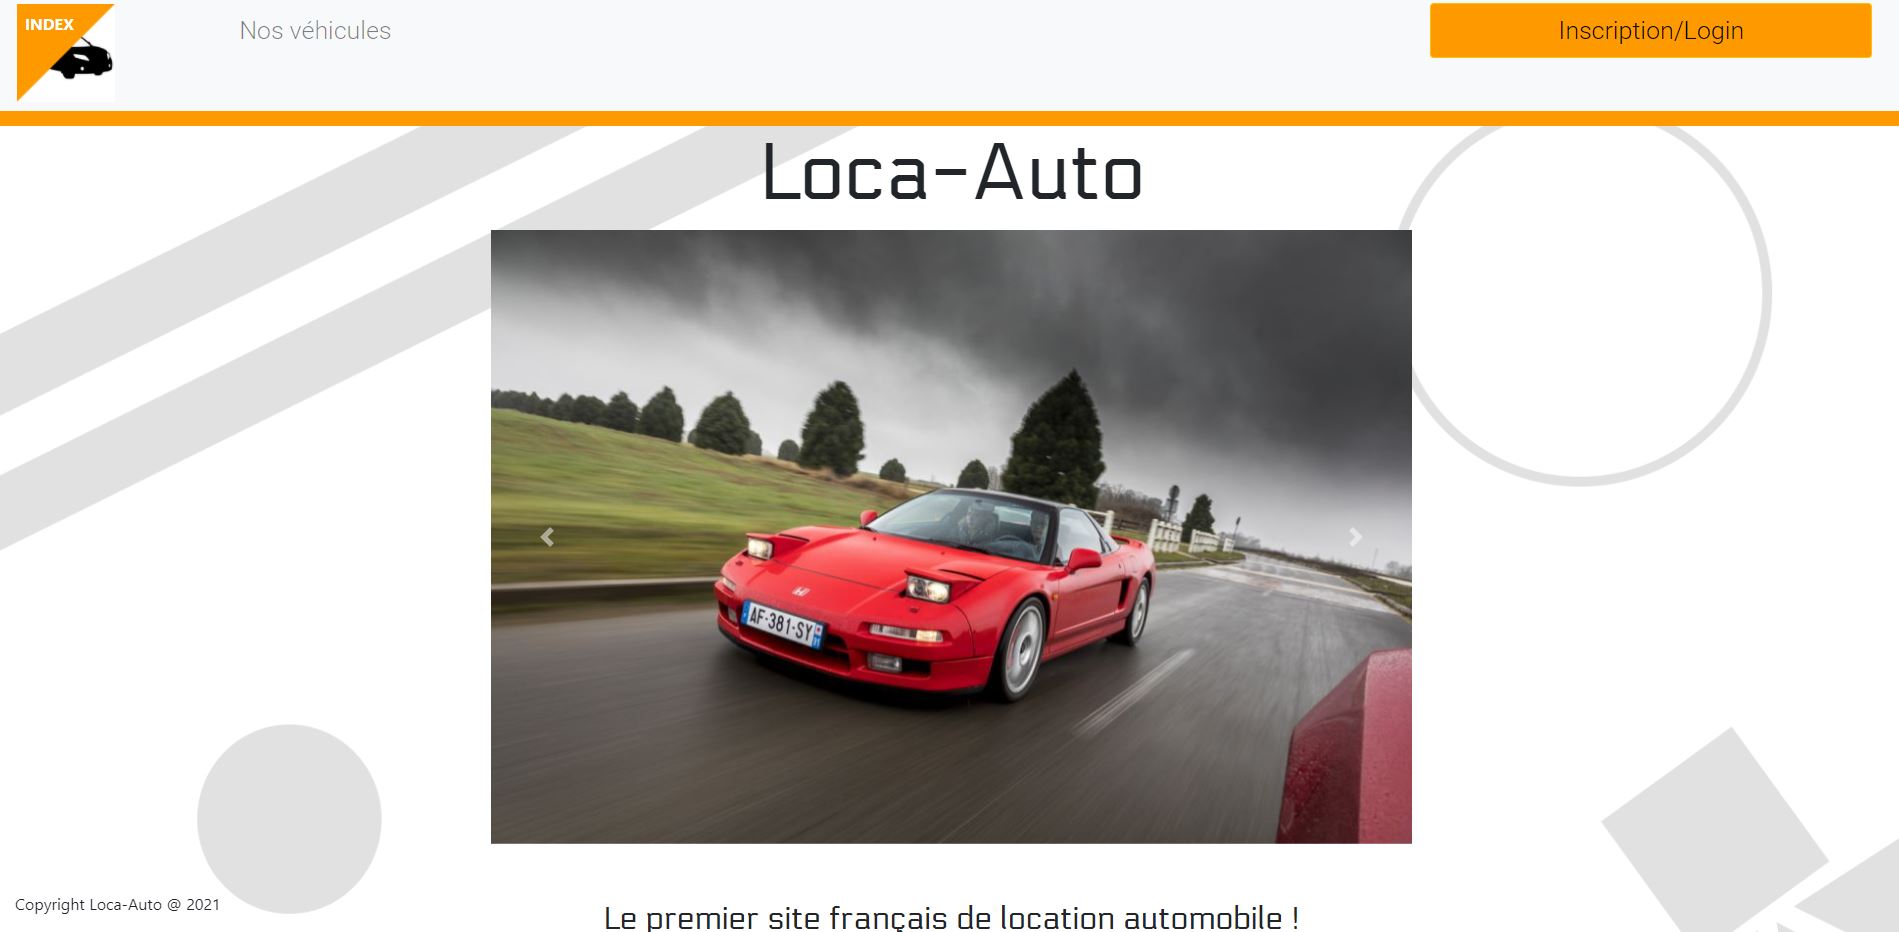 INDEX
Nos véhicules
Inscription/Login
Loca-Auto
AF-381-SY
91
Copyright Loca-Auto @ 2021
Le premier site français de location automobile !